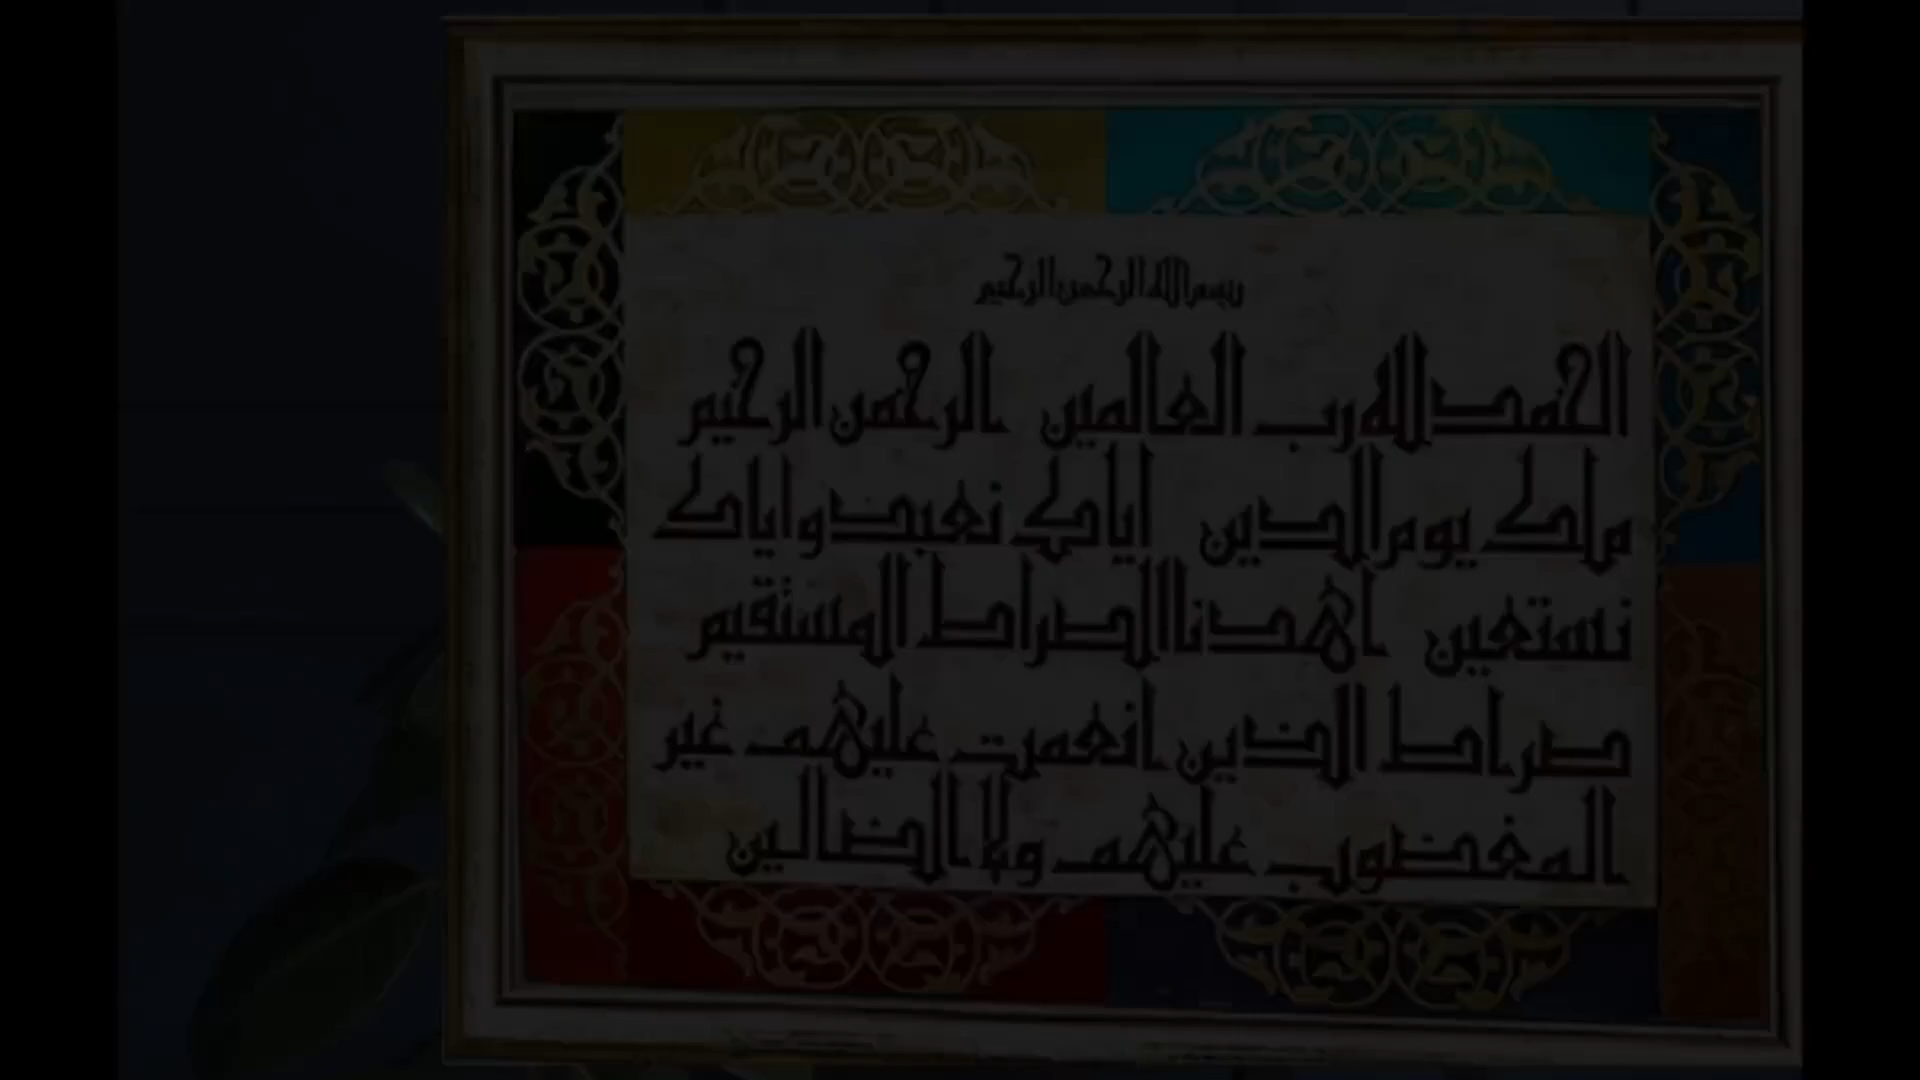 بسم الله الرحمن الرحيم
الحمد لله رب العالمين الرحمن الرحيم
ملك يوم الدين اياك نعبد واياك
نستعين اهدنا الصراط المستقيم
صراط الذين انعمت عليهم غير
المغضوب عليهم ولا الضالين